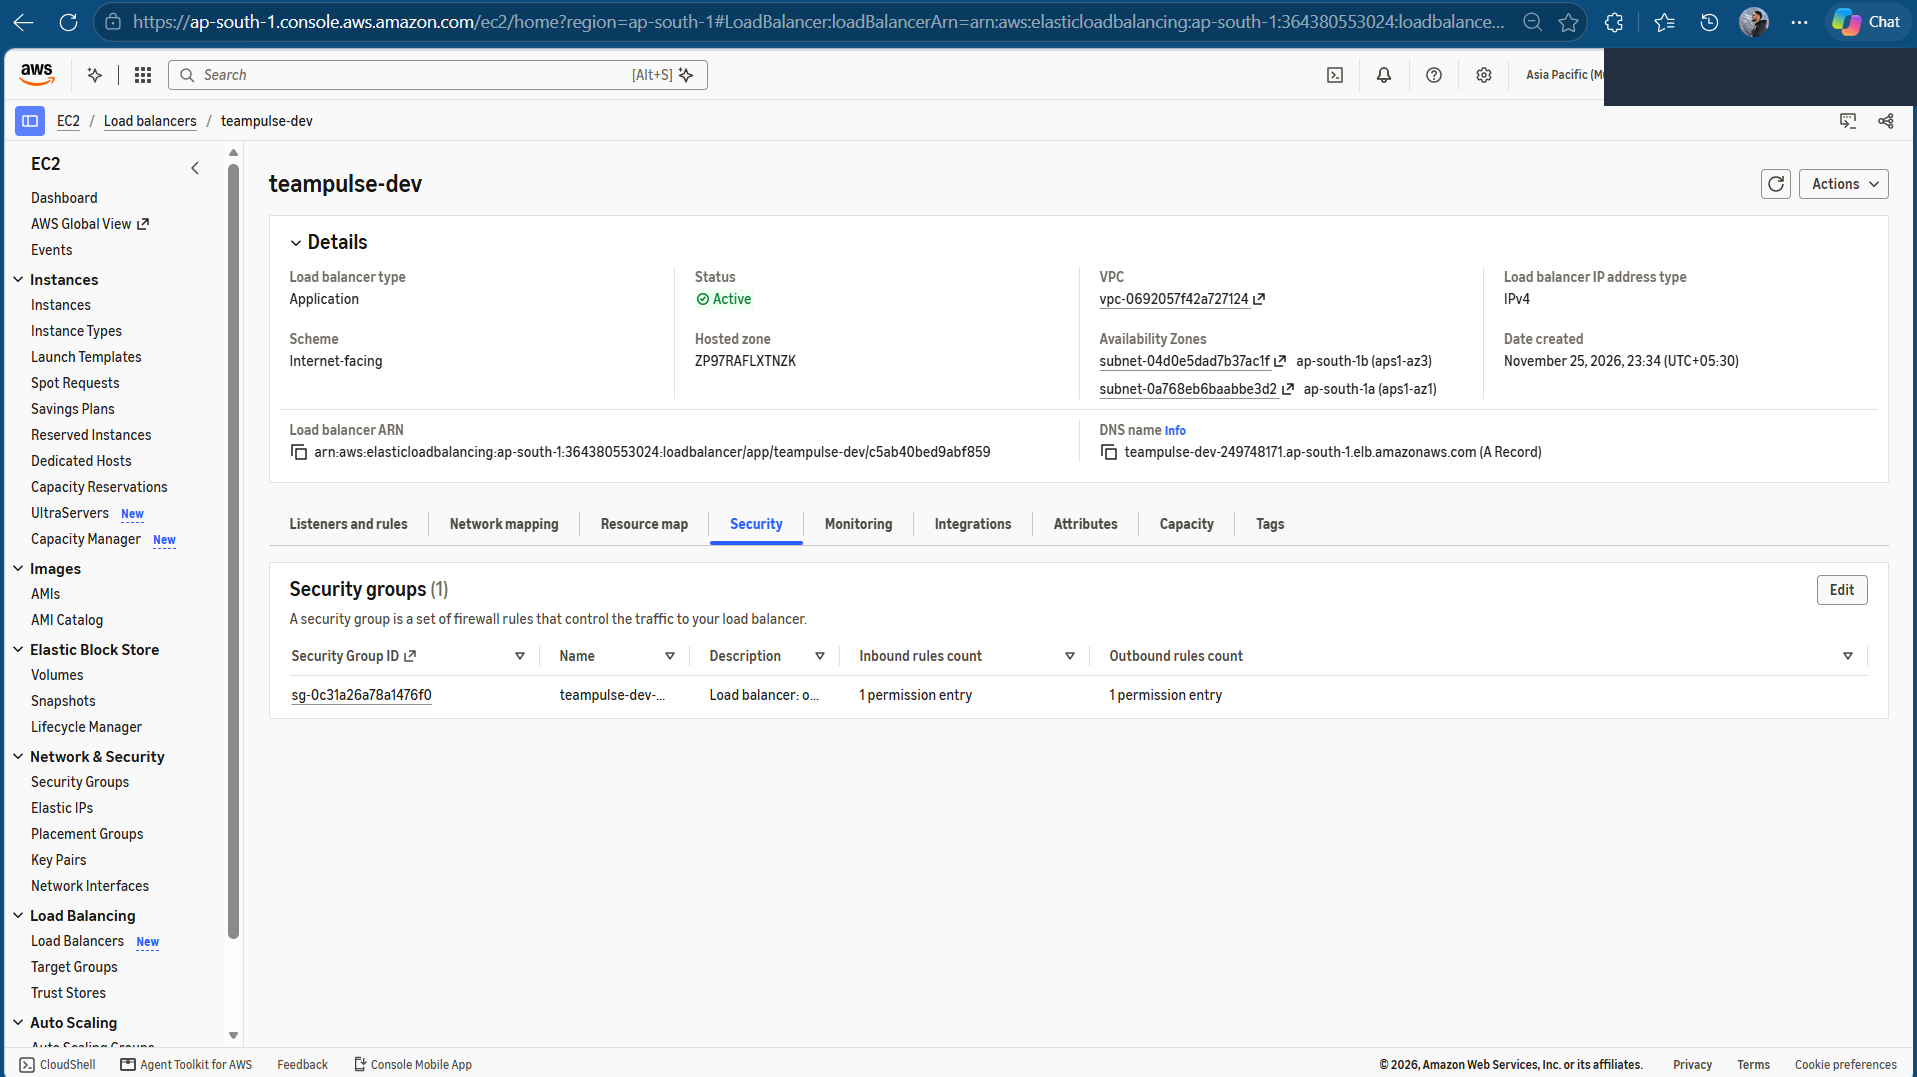 https://ap-south-1.console.aws.amazon.com/ec2/home?region=ap-south-1#LoadBalancer:loadBalancerArn=arn:aws:elasticloadbalancing:ap-south-1:364380553024:loadbalance...
Chat
aws
Search
[Alt+S]
Asia Pacific (Mu
EC2 / Load balancers / teampulse-dev
EC2
Dashboard
AWS Global View
Events
Instances
Instances
Instance Types
Launch Templates
Spot Requests
Savings Plans
Reserved Instances
Dedicated Hosts
Capacity Reservations
UltraServers New
Capacity Manager New
Images
AMIs
AMI Catalog
Elastic Block Store
Volumes
Snapshots
Lifecycle Manager
Network & Security
Security Groups
Elastic IPs
Placement Groups
Key Pairs
Network Interfaces
Load Balancing
Load Balancers New
Target Groups
Trust Stores
Auto Scaling
Auto Scaling Groups
teampulse-dev
Actions
Details
Load balancer type
Application
Status
Active
VPC
vpc-0692057f42a727124
Load balancer IP address type
IPv4
Scheme
Internet-facing
Hosted zone
ZP97RAFLXTNZK
Availability Zones
subnet-04d0e5dad7b37ac1f ap-south-1b (aps1-az3)
subnet-0a768eb6baabbe3d2 ap-south-1a (aps1-az1)
Date created
November 25, 2026, 23:34 (UTC+05:30)
Load balancer ARN
arn:aws:elasticloadbalancing:ap-south-1:364380553024:loadbalancer/app/teampulse-dev/c5ab40bed9abf859
DNS name Info
teampulse-dev-249748171.ap-south-1.elb.amazonaws.com (A Record)
Listeners and rules
Network mapping
Resource map
Security
Monitoring
Integrations
Attributes
Capacity
Tags
Security groups (1)
Edit
A security group is a set of firewall rules that control the traffic to your load balancer.
Security Group ID Name Description Inbound rules count Outbound rules count
sg-0c31a26a78a1476f0 teampulse-dev-... Load balancer: o... 1 permission entry 1 permission entry
CloudShell
Agent Toolkit for AWS
Feedback
Console Mobile App
© 2026, Amazon Web Services, Inc. or its affiliates.
Privacy
Terms
Cookie preferences